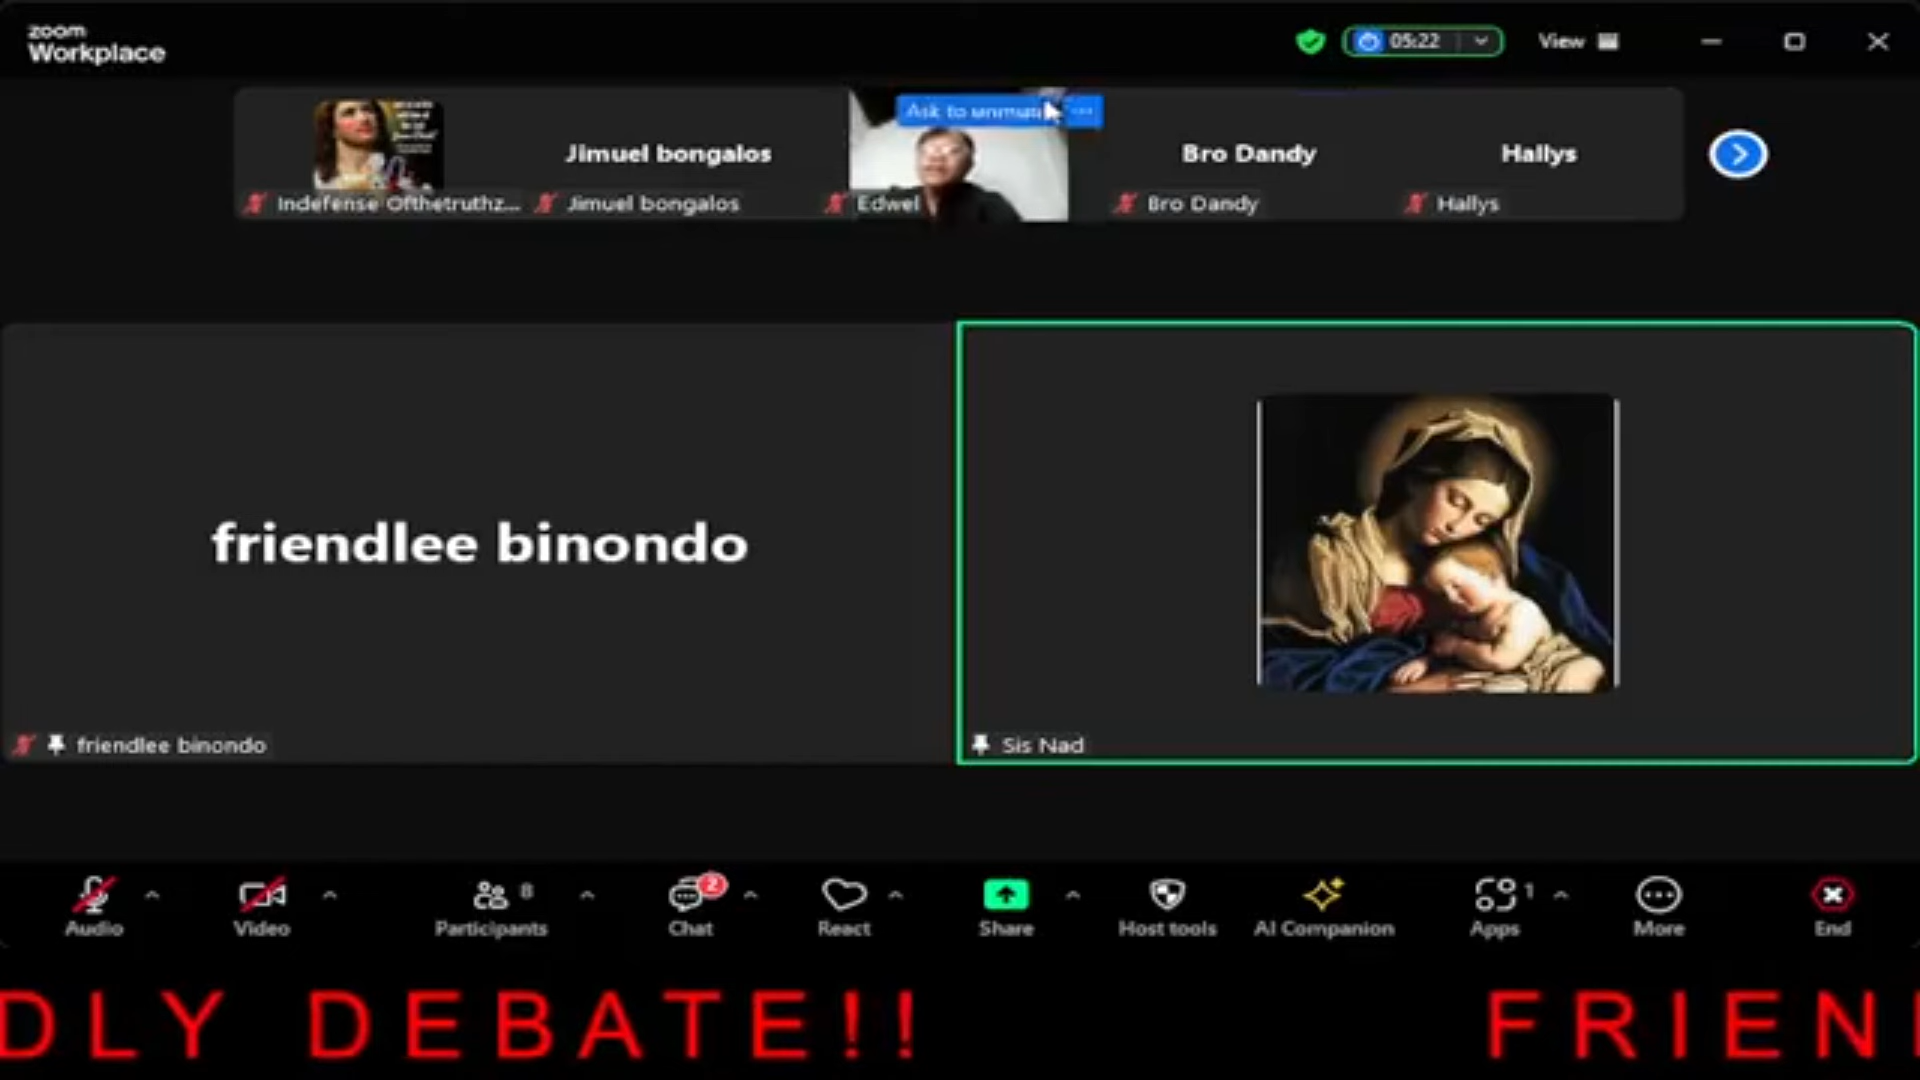 zoom
Workplace
05:22
View
Ask to unmute
Jimuel bongalos
Bro Dandy
Hallys
Indefense Ofthetruthz...
Jimuel bongalos
Edwel
Bro Dandy
Hallys
friendlee binondo
friendlee binondo
Sis Nad
8
2
1
Audio
Video
Participants
Chat
React
Share
Host tools
AI Companion
Apps
More
End
DLY DEBATE!! FRIEN